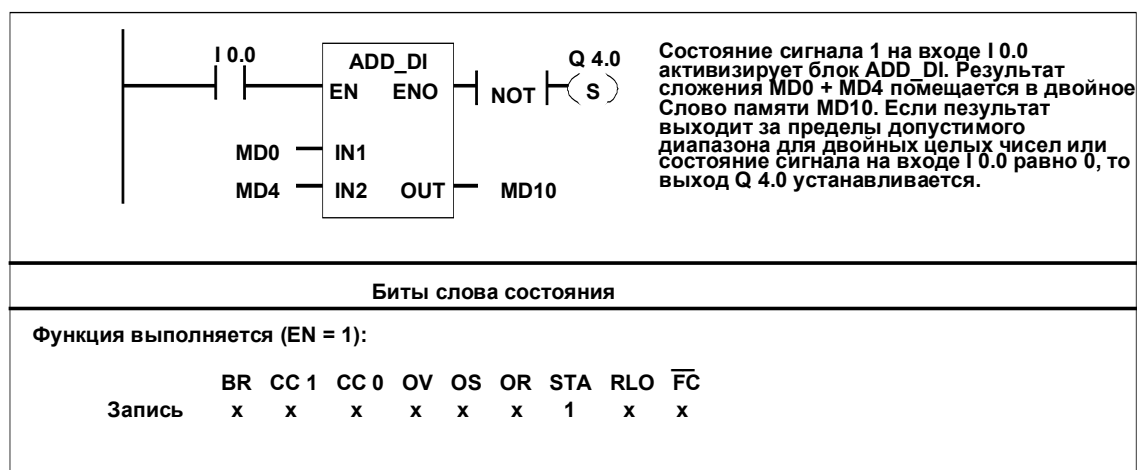 I 0.0
ADD_DI
EN ENO
NOT
Q 4.0
S
MD0 IN1
MD4 IN2 OUT MD10
Состояние сигнала 1 на входе I 0.0
активизирует блок ADD_DI. Результат
сложения MD0 + MD4 помещается в двойное
Слово памяти MD10. Если пезультат
выходит за пределы допустимого
диапазона для двойных целых чисел или
состояние сигнала на входе I 0.0 равно 0, то
выход Q 4.0 устанавливается.
Биты слова состояния
Функция выполняется (EN = 1):
BR CC 1 CC 0 OV OS OR STA RLO F̅C̅
Запись x x x x x x 1 x x